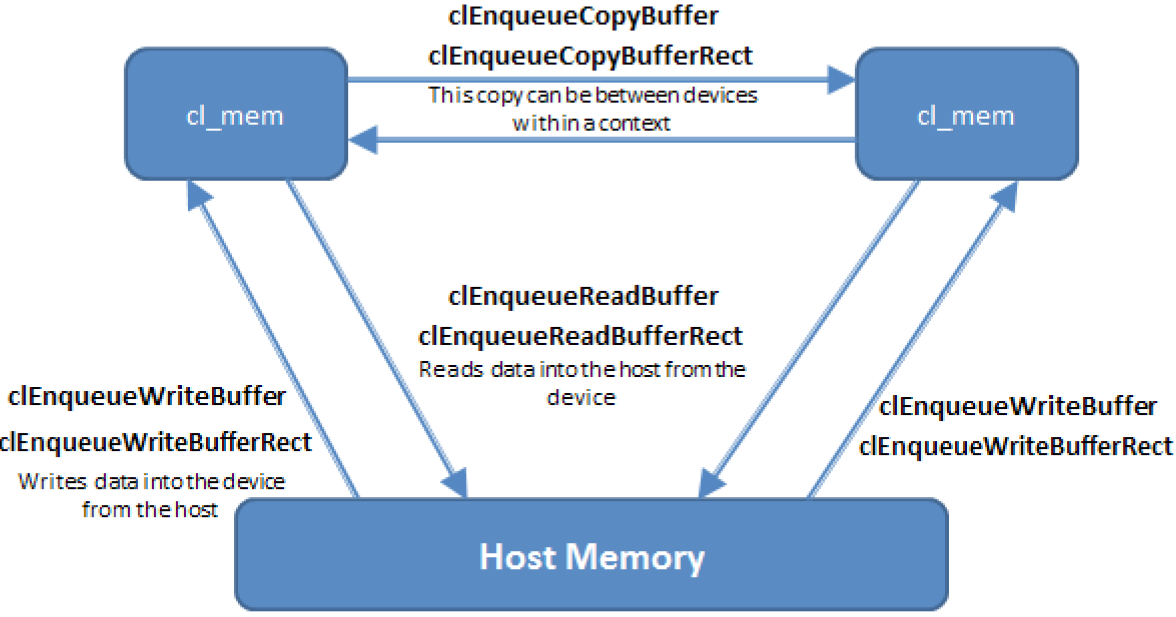 clEnqueueCopyBuffer
clEnqueueCopyBufferRect
This copy can be between devices
within a context
cl_mem
cl_mem
clEnqueueReadBuffer
clEnqueueReadBufferRect
Reads data into the host from the
device
clEnqueueWriteBuffer
clEnqueueWriteBufferRect
Writes data into the device
from the host
clEnqueueWriteBuffer
clEnqueueWriteBufferRect
Host Memory